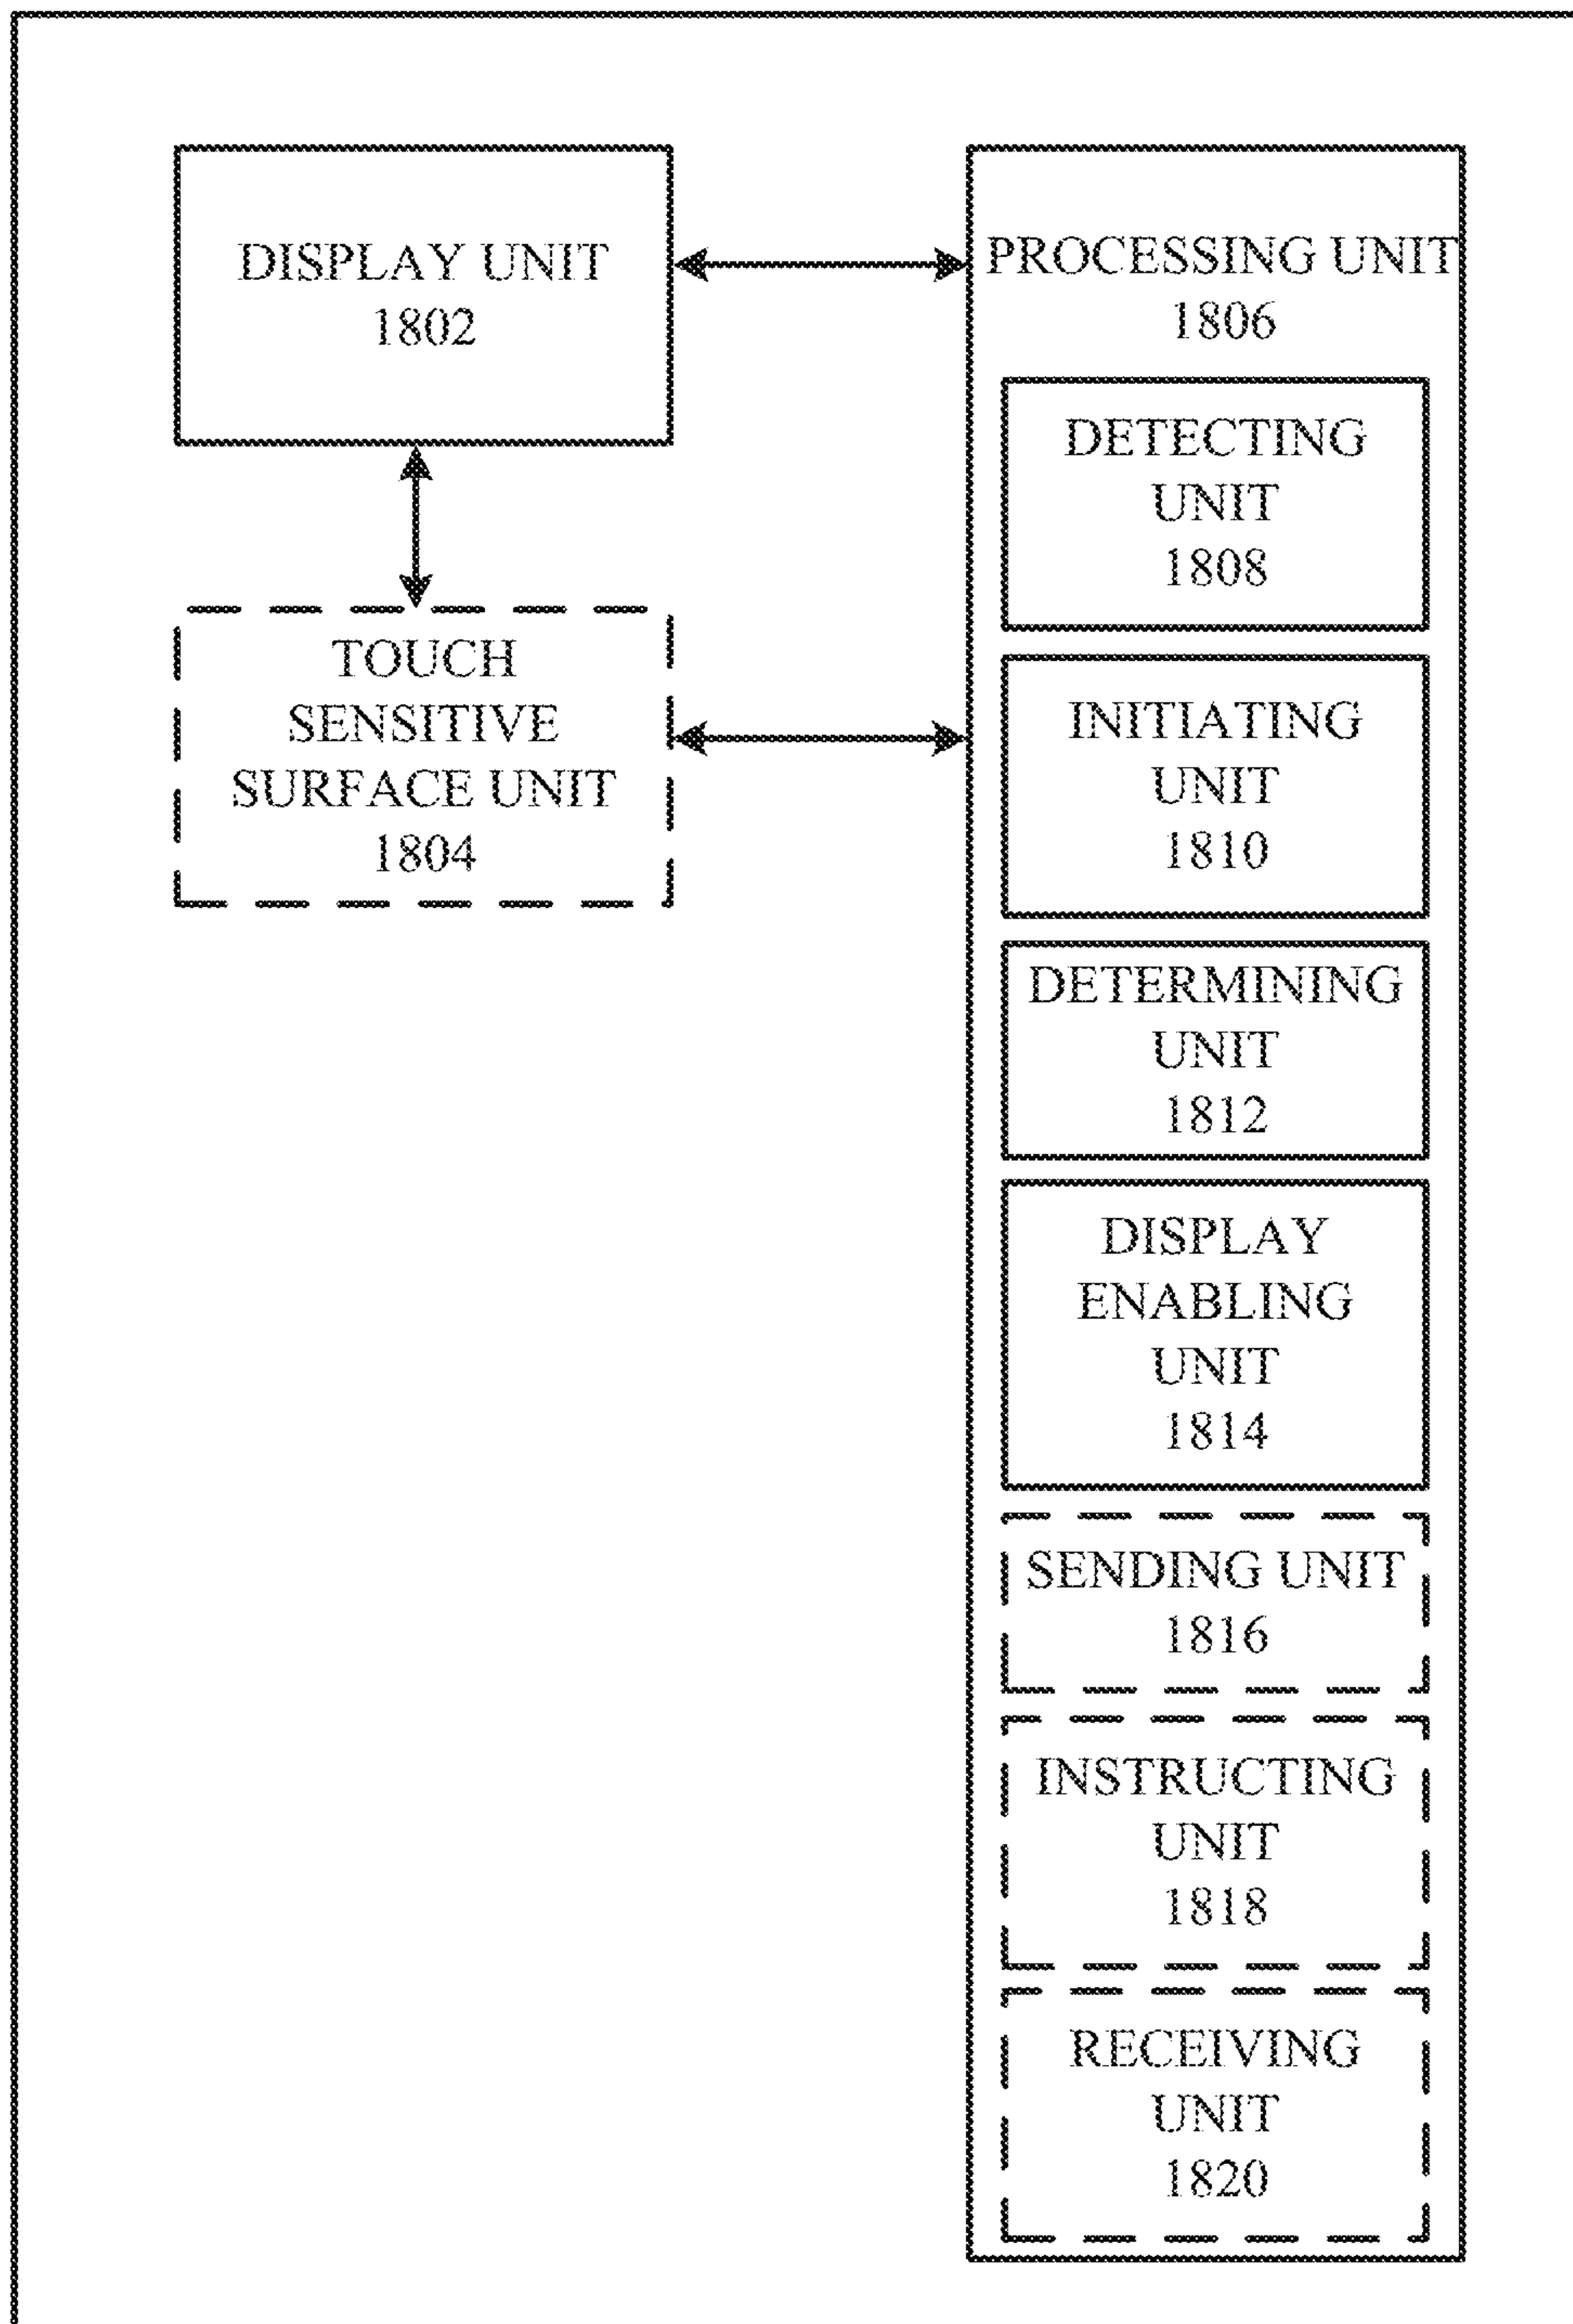 DISPLAY UNIT
1802
TOUCH
SENSITIVE
SURFACE UNIT
1804
PROCESSING UNIT
1806
DETECTING
UNIT
1808
INITIATING
UNIT
1810
DETERMINING
UNIT
1812
DISPLAY
ENABLING
UNIT
1814
SENDING UNIT
1816
INSTRUCTING
UNIT
1818
RECEIVING
UNIT
1820